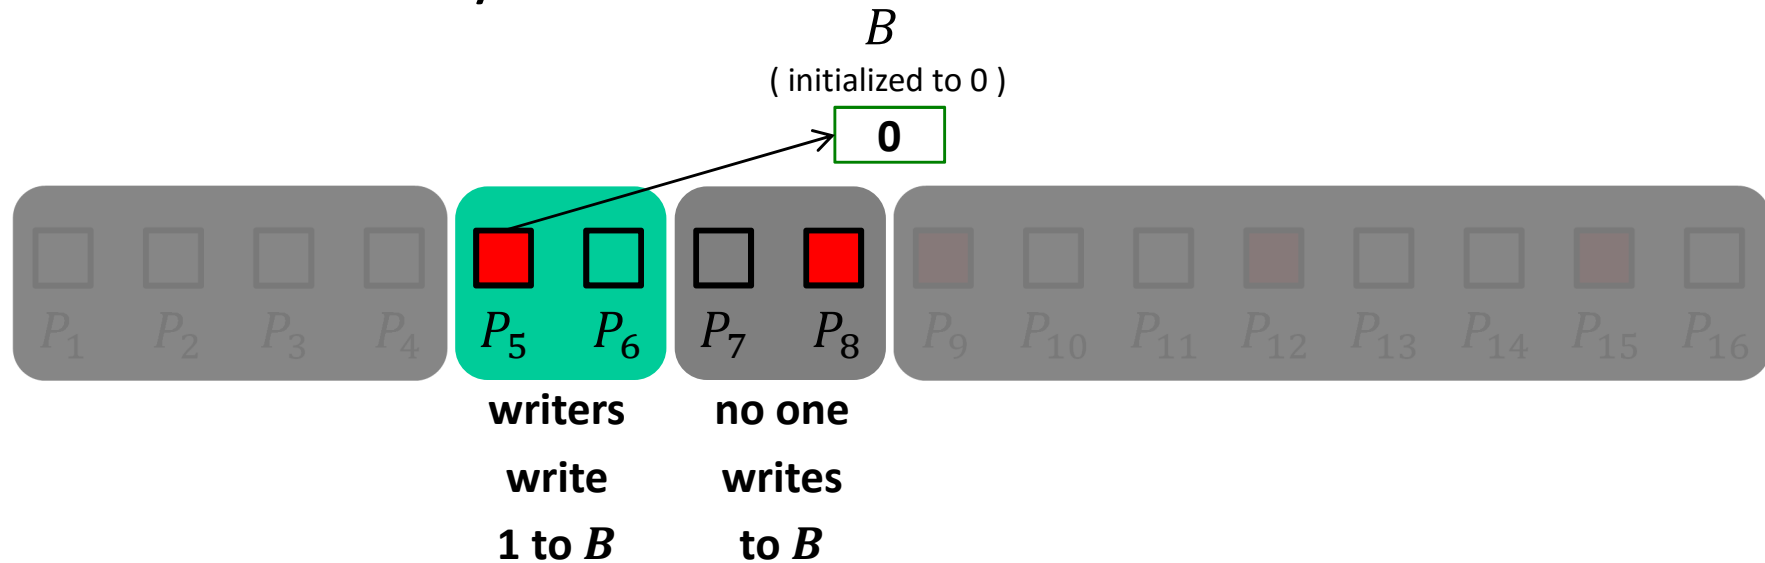 B
( initialized to 0 )
0
P₁ P₂ P₃ P₄ P₅ P₆ P₇ P₈ P₉ P₁₀ P₁₁ P₁₂ P₁₃ P₁₄ P₁₅ P₁₆
writers no one
write writes
1 to B to B